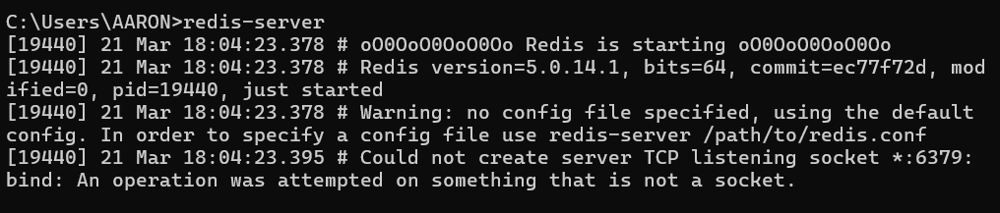 C:\Users\AARON>redis-server
[19440] 21 Mar 18:04:23.378 # oO0OoO0OoO0Oo Redis is starting oO0OoO0OoO0Oo
[19440] 21 Mar 18:04:23.378 # Redis version=5.0.14.1, bits=64, commit=ec77f72d, mod
ified=0, pid=19440, just started
[19440] 21 Mar 18:04:23.378 # Warning: no config file specified, using the default
config. In order to specify a config file use redis-server /path/to/redis.conf
[19440] 21 Mar 18:04:23.395 # Could not create server TCP listening socket *:6379:
bind: An operation was attempted on something that is not a socket.